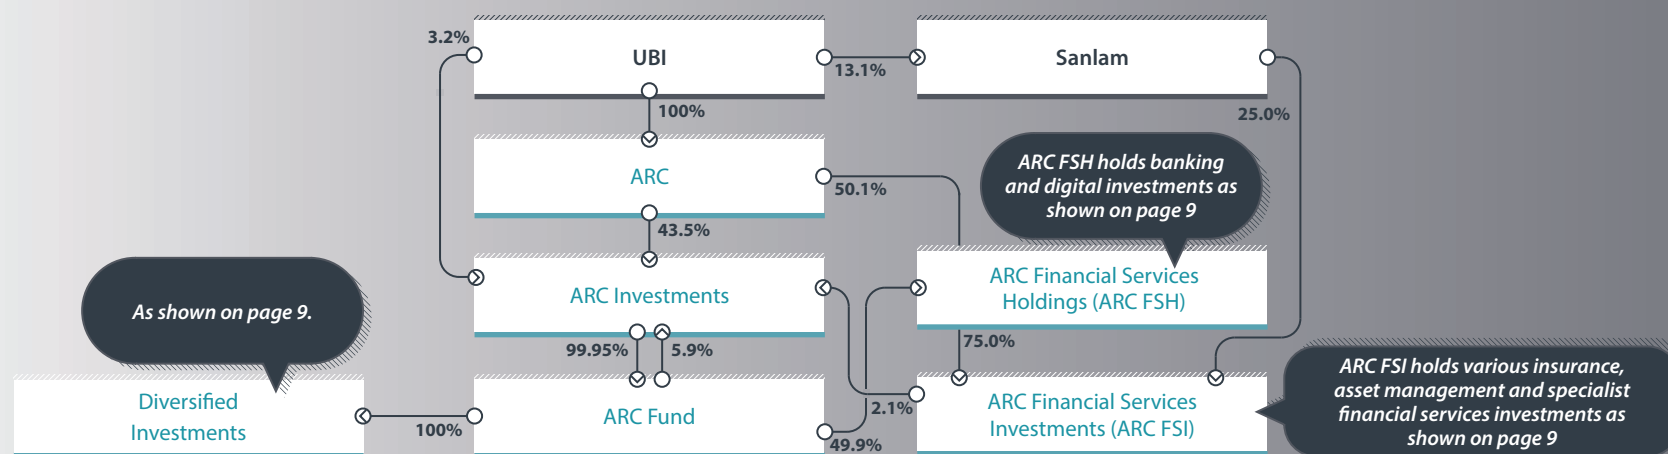 3.2%
UBI
13.1%
Sanlam
100%
25.0%
ARC
50.1%
ARC FSH holds banking
and digital investments as
shown on page 9
43.5%
ARC Investments
ARC Financial Services
Holdings (ARC FSH)
As shown on page 9.
99.95%
5.9%
75.0%
Diversified
Investments
100%
ARC Fund
2.1%
49.9%
ARC Financial Services
Investments (ARC FSI)
ARC FSI holds various insurance,
asset management and specialist
financial services investments as
shown on page 9